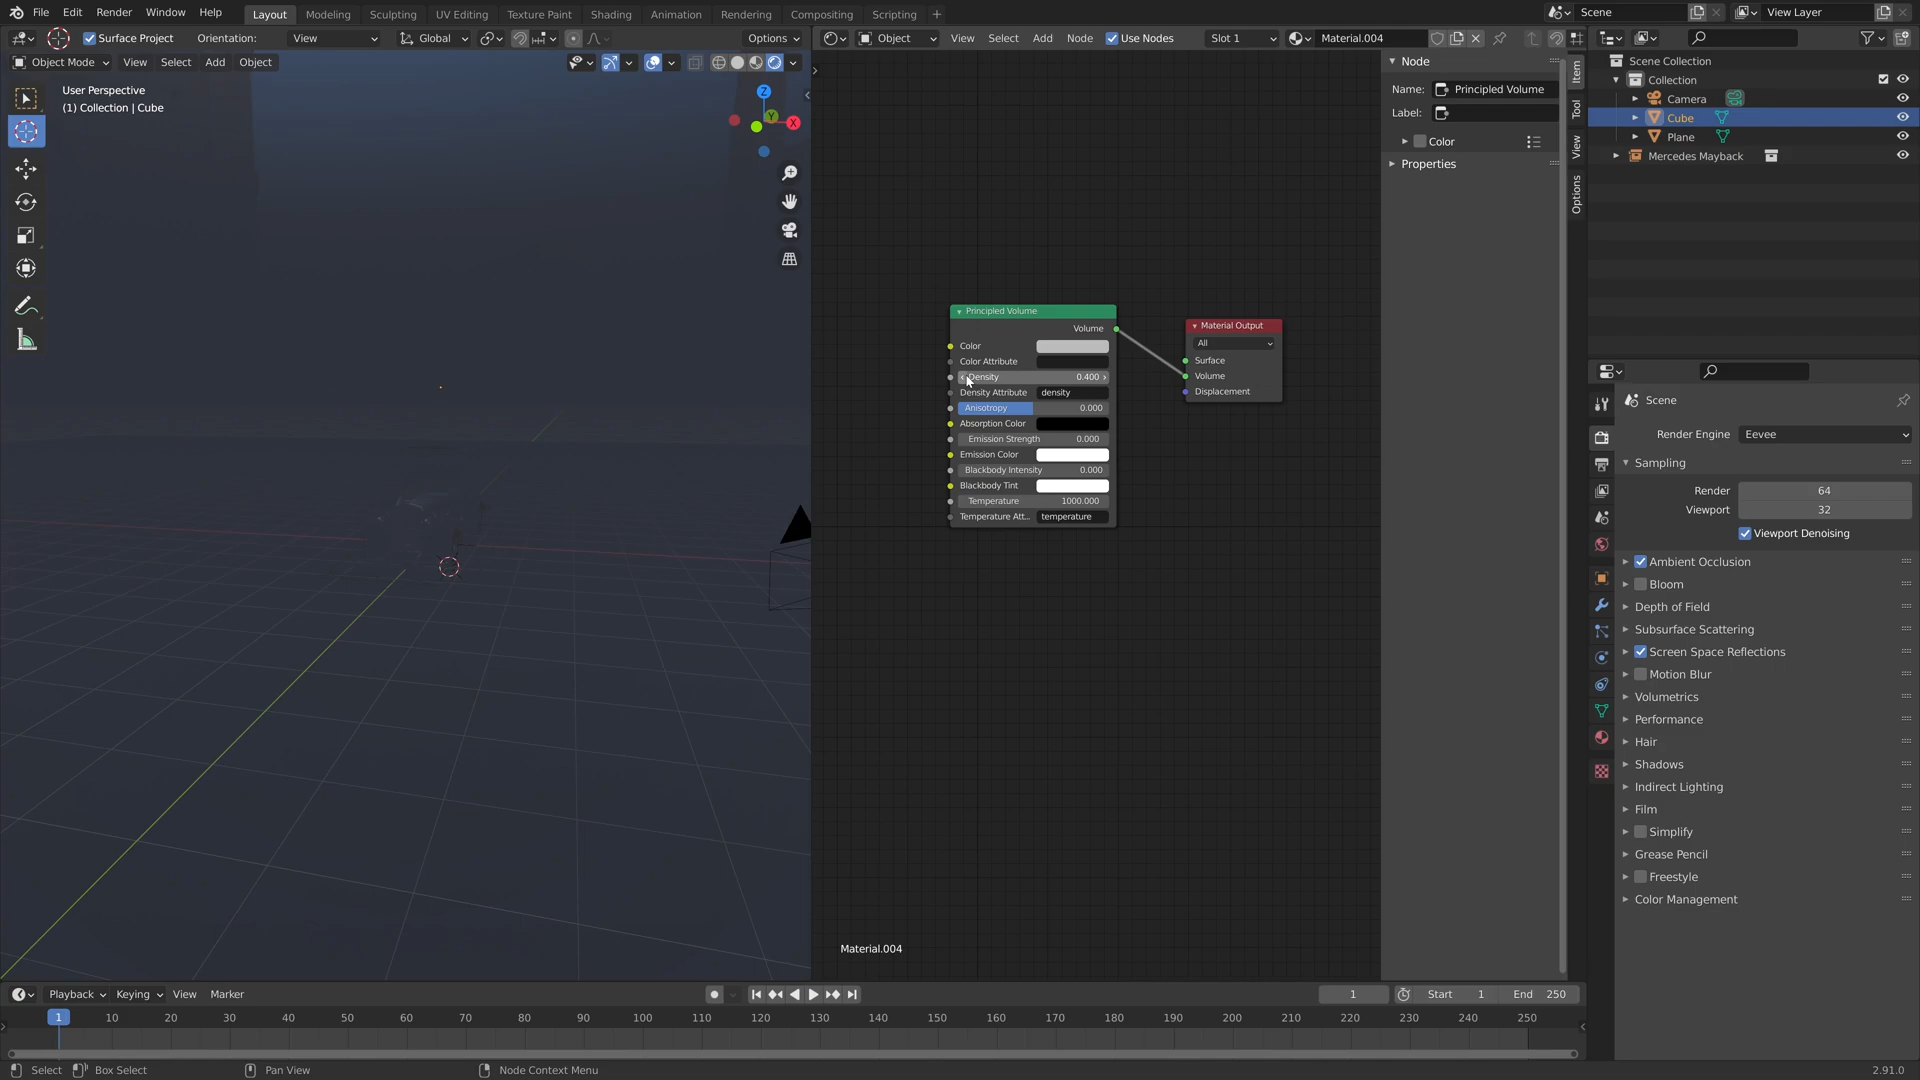 File Edit Render Window Help Layout Modeling Sculpting UV Editing Texture Paint Shading Animation Rendering Compositing Scripting + Scene View Layer
Surface Project Orientation: View Global Options Object View Select Add Node Use Nodes Slot 1 Material.004
Object Mode View Select Add Object
User Perspective
(1) Collection | Cube
Z
Y
X
Principled Volume
Volume
Color
Color Attribute
Density 0.400
Density Attribute density
Anisotropy 0.000
Absorption Color
Emission Strength 0.000
Emission Color
Blackbody Intensity 0.000
Blackbody Tint
Temperature 1000.000
Temperature Att... temperature
Material Output
All
Surface
Volume
Displacement
Material.004
Node
Name: Principled Volume
Label:
Color
Properties
Item
Tool
View
Options
Scene Collection
Collection
Camera
Cube
Plane
Mercedes Mayback
Scene
Render Engine Eevee
Sampling
Render 64
Viewport 32
Viewport Denoising
Ambient Occlusion
Bloom
Depth of Field
Subsurface Scattering
Screen Space Reflections
Motion Blur
Volumetrics
Performance
Hair
Shadows
Indirect Lighting
Film
Simplify
Grease Pencil
Freestyle
Color Management
Playback Keying View Marker 1 Start 1 End 250
1 10 20 30 40 50 60 70 80 90 100 110 120 130 140 150 160 170 180 190 200 210 220 230 240 250
Select Box Select Pan View Node Context Menu 2.91.0